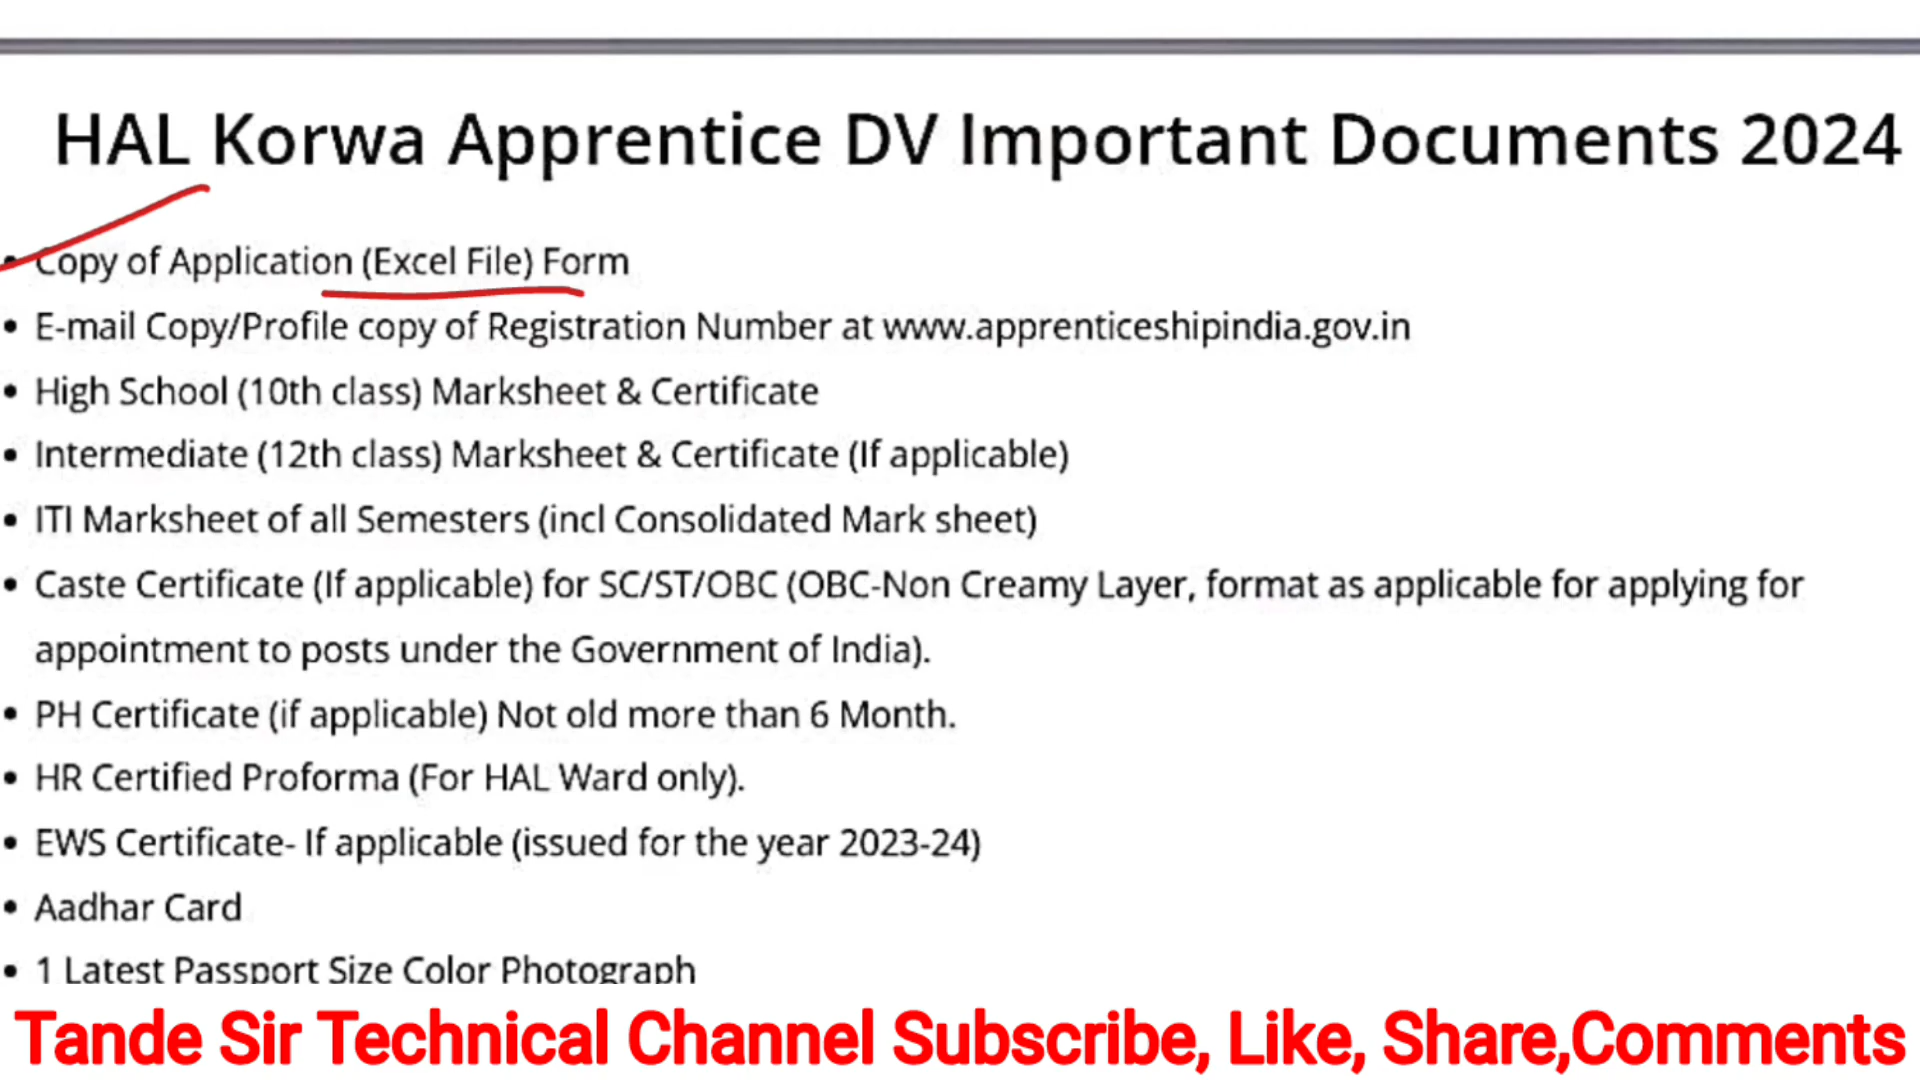 HAL Korwa Apprentice DV Important Documents 2024
• Copy of Application (Excel File) Form
• E-mail Copy/Profile copy of Registration Number at www.apprenticeshipindia.gov.in
• High School (10th class) Marksheet & Certificate
• Intermediate (12th class) Marksheet & Certificate (If applicable)
• ITI Marksheet of all Semesters (incl Consolidated Mark sheet)
• Caste Certificate (If applicable) for SC/ST/OBC (OBC-Non Creamy Layer, format as applicable for applying for
appointment to posts under the Government of India).
• PH Certificate (if applicable) Not old more than 6 Month.
• HR Certified Proforma (For HAL Ward only).
• EWS Certificate- If applicable (issued for the year 2023-24)
• Aadhar Card
• 1 Latest Passport Size Color Photograph
Tande Sir Technical Channel Subscribe, Like, Share,Comments